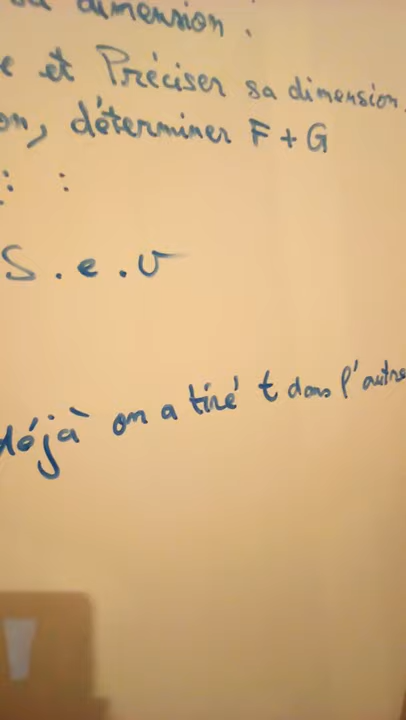 dimension.
et Préciser sa dimension.
déterminer F + G
: :
S.e.v
déjà on a tiré t dans l'autre